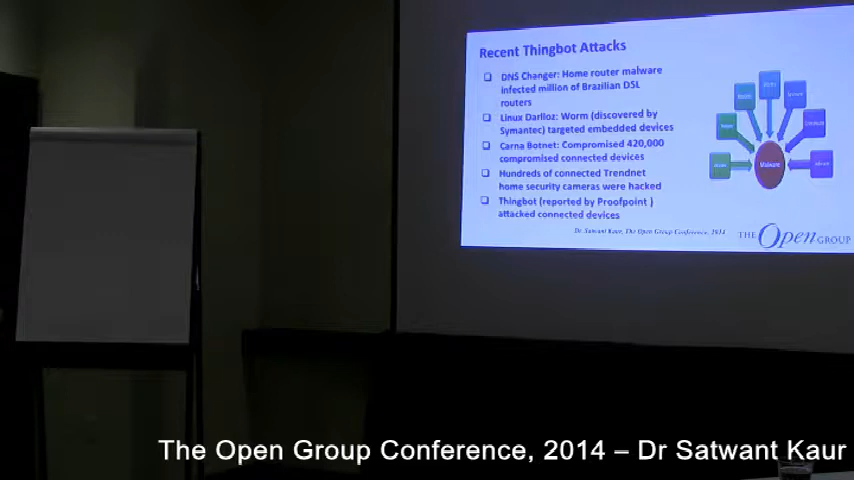 Recent Thingbot Attacks
DNS Changer: Home router malware
infected million of Brazilian DSL
routers
Linux Darlloz: Worm (discovered by
Symantec) targeted embedded devices
Carna Botnet: Compromised 420,000
compromised connected devices
Hundreds of connected Trendnet
home security cameras were hacked
Thingbot (reported by Proofpoint )
attacked connected devices
Malware
Dr. Satwant Kaur, The Open Group Conference, 2014
THE Open GROUP
The Open Group Conference, 2014 – Dr Satwant Kaur